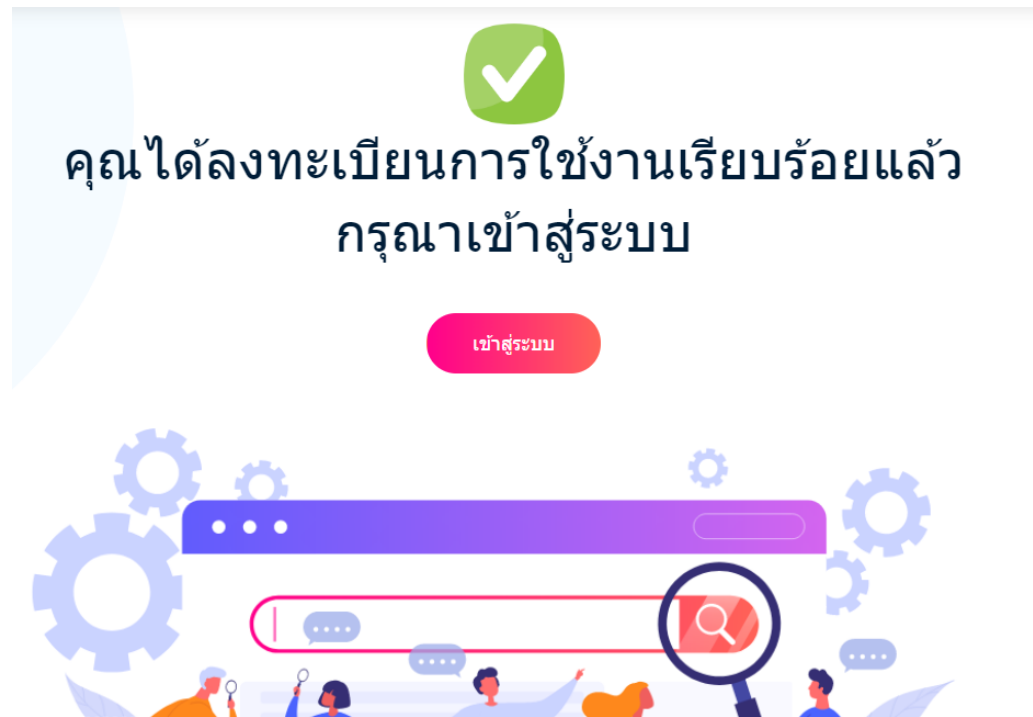 คุณได้ลงทะเบียนการใช้งานเรียบร้อยแล้ว
กรุณาเข้าสู่ระบบ
เข้าสู่ระบบ